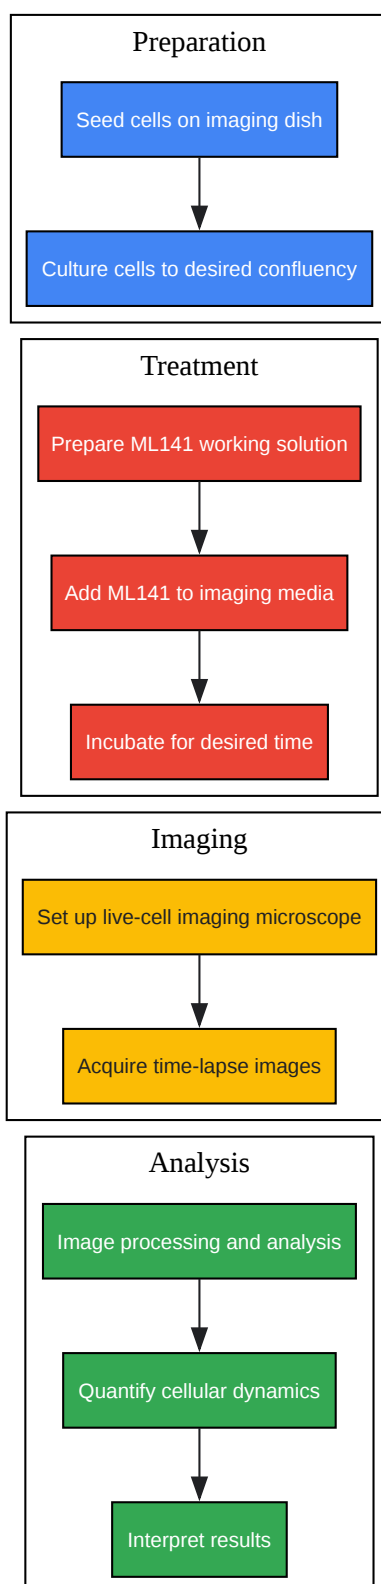 Preparation
Seed cells on imaging dish
Culture cells to desired confluency
Treatment
Prepare ML141 working solution
Add ML141 to imaging media
Incubate for desired time
Imaging
Set up live-cell imaging microscope
Acquire time-lapse images
Analysis
Image processing and analysis
Quantify cellular dynamics
Interpret results